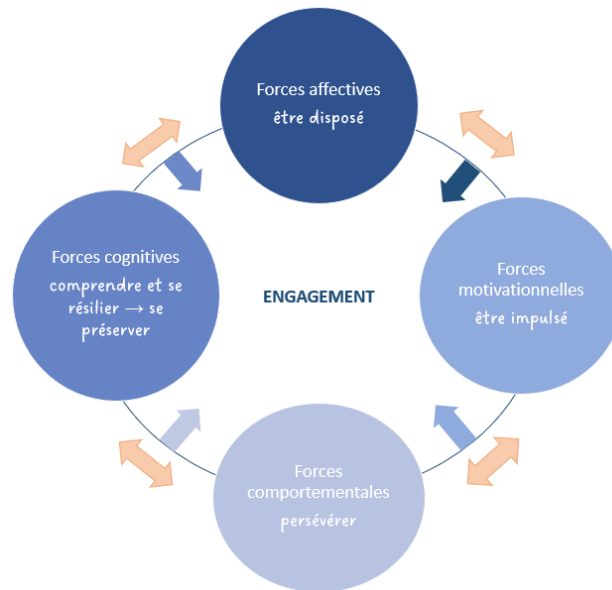 Forces affectives
être disposé
Forces cognitives
comprendre et se
résilier → se
préserver
ENGAGEMENT
Forces
motivationnelles
être impulsé
Forces
comportementales
persévérer